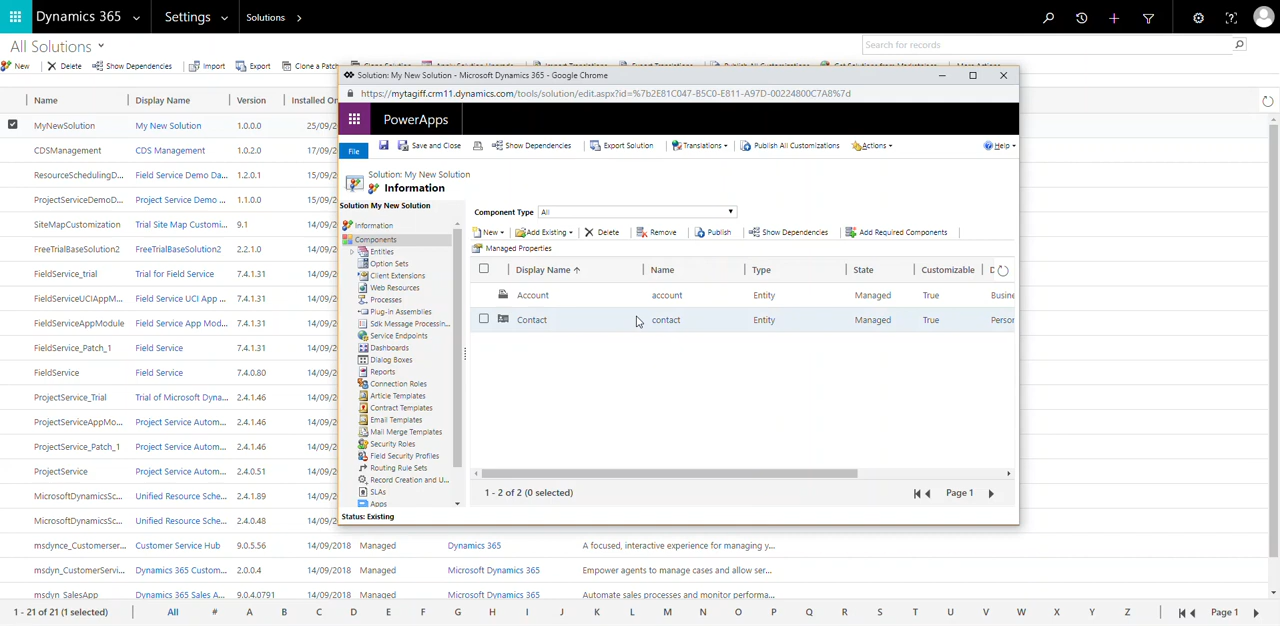 Dynamics 365 Settings Solutions
All Solutions
Search for records
New Delete Show Dependencies Import Export Clone a Patch Clone Solution Apply Solution Upgrade Import Translations Export Translations Publish All Customizations Get Solutions from Marketplace More Actions
Name Display Name Version Installed On
MyNewSolution My New Solution 1.0.0.0 25/09/2
CDSManagement CDS Management 1.0.2.0 17/09/2
ResourceSchedulingD... Field Service Demo Da... 1.2.0.1 15/09/2
ProjectServiceDemoD... Project Service Demo ... 1.1.0.0 15/09/2
SiteMapCustomization Trial Site Map Customi... 9.1 24/09/2
FreeTrialBaseSolution2 FreeTrialBaseSolution2 2.2.1.0 14/09/2
FieldService_trial Trial for Field Service 7.4.1.31 14/09/2
FieldServiceUCIAppM... Field Service UCI App ... 7.4.1.31 14/09/2
FieldServiceAppModule Field Service App Mod... 7.4.1.31 14/09/2
FieldService_Patch_1 Field Service 7.4.1.31 14/09/2
FieldService Field Service 7.4.0.80 14/09/2
ProjectService_Trial Trial of Microsoft Dyna... 2.4.1.46 14/09/2
ProjectServiceAppMo... Project Service Autom... 2.4.1.46 14/09/2
ProjectService_Patch_1 Project Service Autom... 2.4.1.46 14/09/2
ProjectService Project Service Autom... 2.4.0.51 14/09/2
MicrosoftDynamicsSc... Unified Resource Sche... 2.4.1.89 14/09/2
MicrosoftDynamicsSc... Unified Resource Sche... 2.4.0.48 14/09/2
msdynce_Customerser... Customer Service Hub 9.0.5.56 14/09/2018 Managed Dynamics 365 A focused, interactive experience for managing y...
msdyn_CustomerServi... Dynamics 365 Custom... 2.0.0.4 14/09/2018 Managed Microsoft Dynamics 365 Empower agents to manage cases and allow ser...
msdyn_SalesApp Dynamics 365 Sales A... 9.0.4.0791 14/09/2018 Managed Microsoft Dynamics 365 Automate sales processes and monitor performa...
1 - 21 of 21 (1 selected) All # A B C D E F G H I J K L M N O P Q R S T U V W X Y Z Page 1
Solution: My New Solution - Microsoft Dynamics 365 - Google Chrome
https://mytagiff.crm11.dynamics.com/tools/solution/edit.aspx?id=%7b2E81C047-B5C0-E811-A97D-00224800C7A8%7d
PowerApps
File Save and Close Show Dependencies Export Solution Translations Publish All Customizations Actions Help
Solution: My New Solution
Information
Solution My New Solution
Information
Components
Entities
Option Sets
Client Extensions
Web Resources
Processes
Plug-in Assemblies
Sdk Message Processin...
Service Endpoints
Dashboards
Dialog Boxes
Reports
Connection Roles
Article Templates
Contract Templates
Email Templates
Mail Merge Templates
Security Roles
Field Security Profiles
Routing Rule Sets
Record Creation and U...
SLAs
Apps
Status: Existing
Component Type All
New Add Existing Delete Remove Publish Show Dependencies Add Required Components
Managed Properties
Display Name Name Type State Customizable D
Account account Entity Managed True Busine
Contact contact Entity Managed True Person
1 - 2 of 2 (0 selected) Page 1